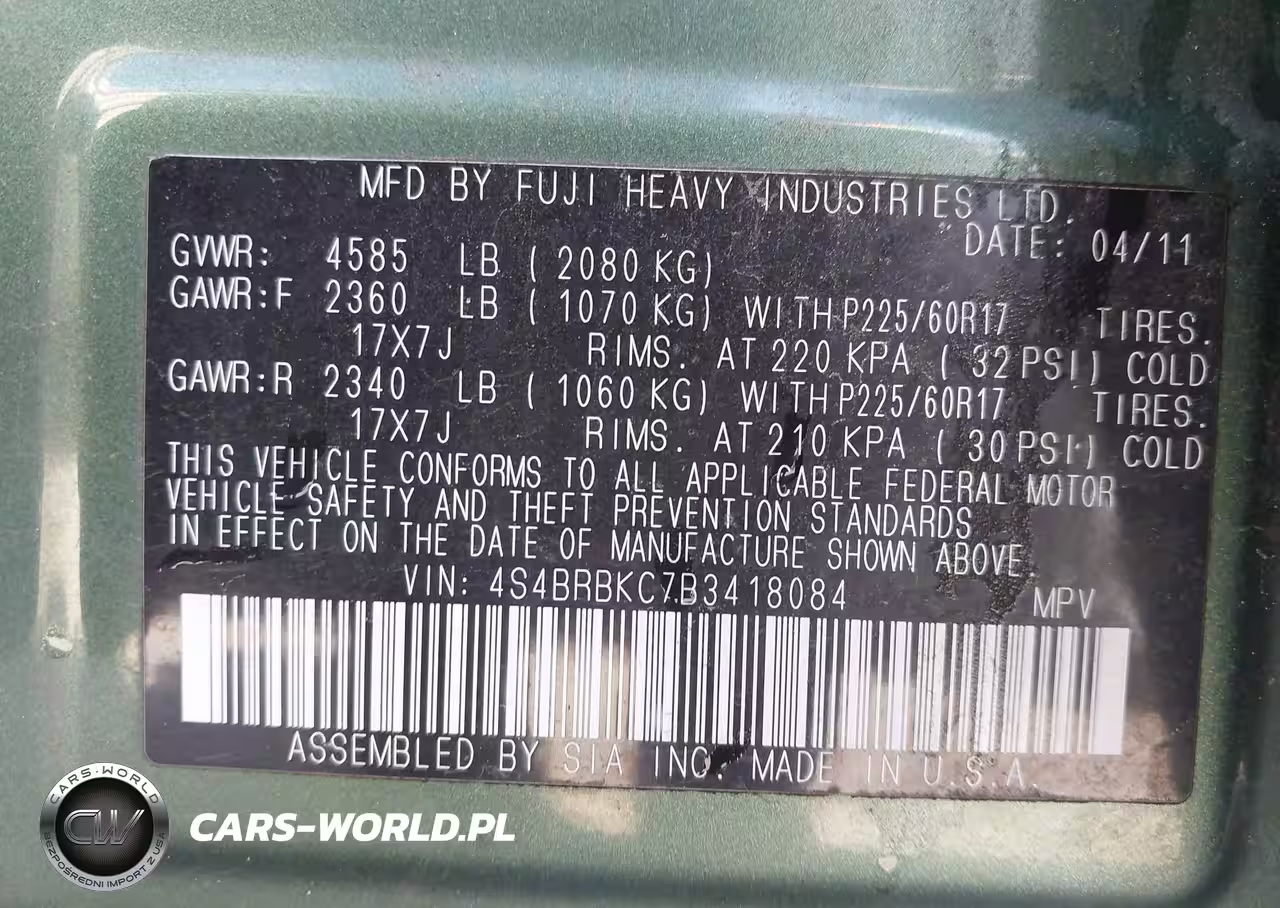 MFD BY FUJI HEAVY INDUSTRIES LTD.
DATE: 04/11
GVWR: 4585 LB ( 2080 KG)
GAWR:F 2360 LB ( 1070 KG) WITH P225/60R17 TIRES.
17X7J RIMS. AT 220 KPA ( 32 PSI) COLD
GAWR:R 2340 LB ( 1060 KG) WITH P225/60R17 TIRES.
17X7J RIMS. AT 210 KPA ( 30 PSI) COLD
THIS VEHICLE CONFORMS TO ALL APPLICABLE FEDERAL MOTOR
VEHICLE SAFETY AND THEFT PREVENTION STANDARDS
IN EFFECT ON THE DATE OF MANUFACTURE SHOWN ABOVE
VIN: 4S4BRBKC7B3418084 MPV
ASSEMBLED BY SIA INC. MADE IN U.S.A.
CARS-WORLD
CW
BEZPOŚREDNI IMPORT Z USA
CARS-WORLD.PL